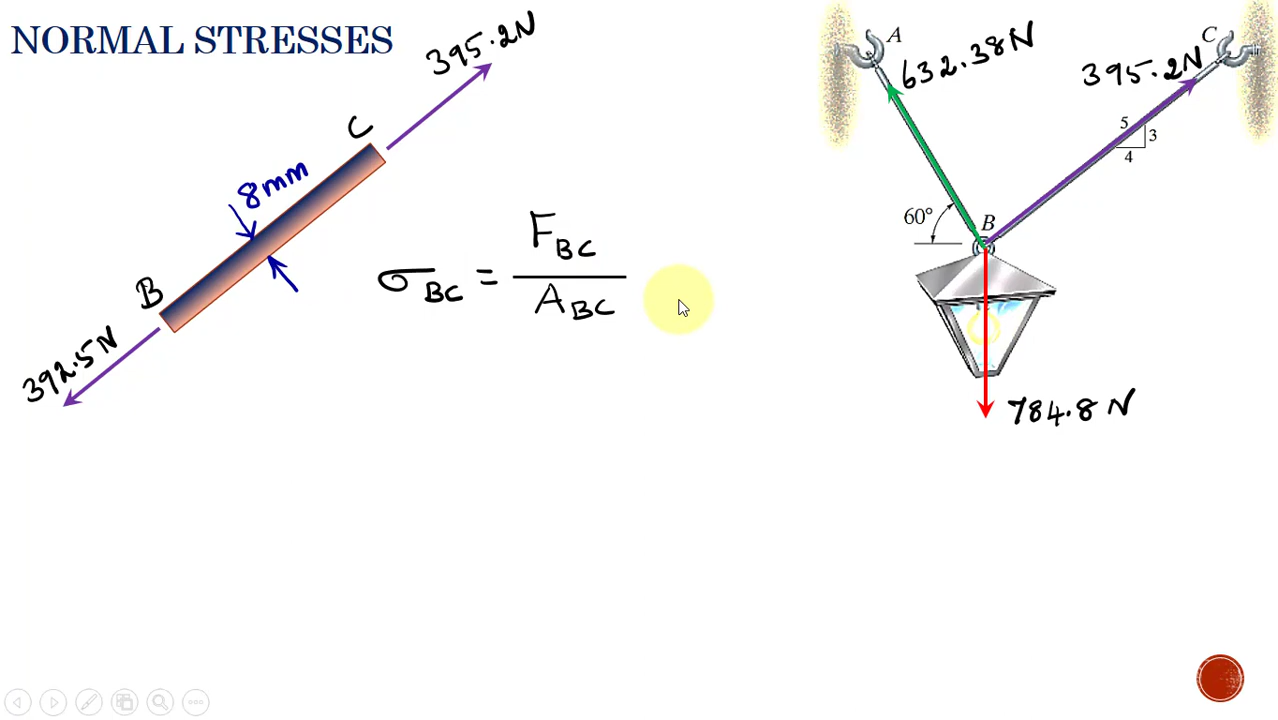 NORMAL STRESSES
395.2N
C
8mm
B
392.5N
σBC = FBC / ABC
A
632.38N
C
395.2N
5
3
4
60°
B
784.8 N